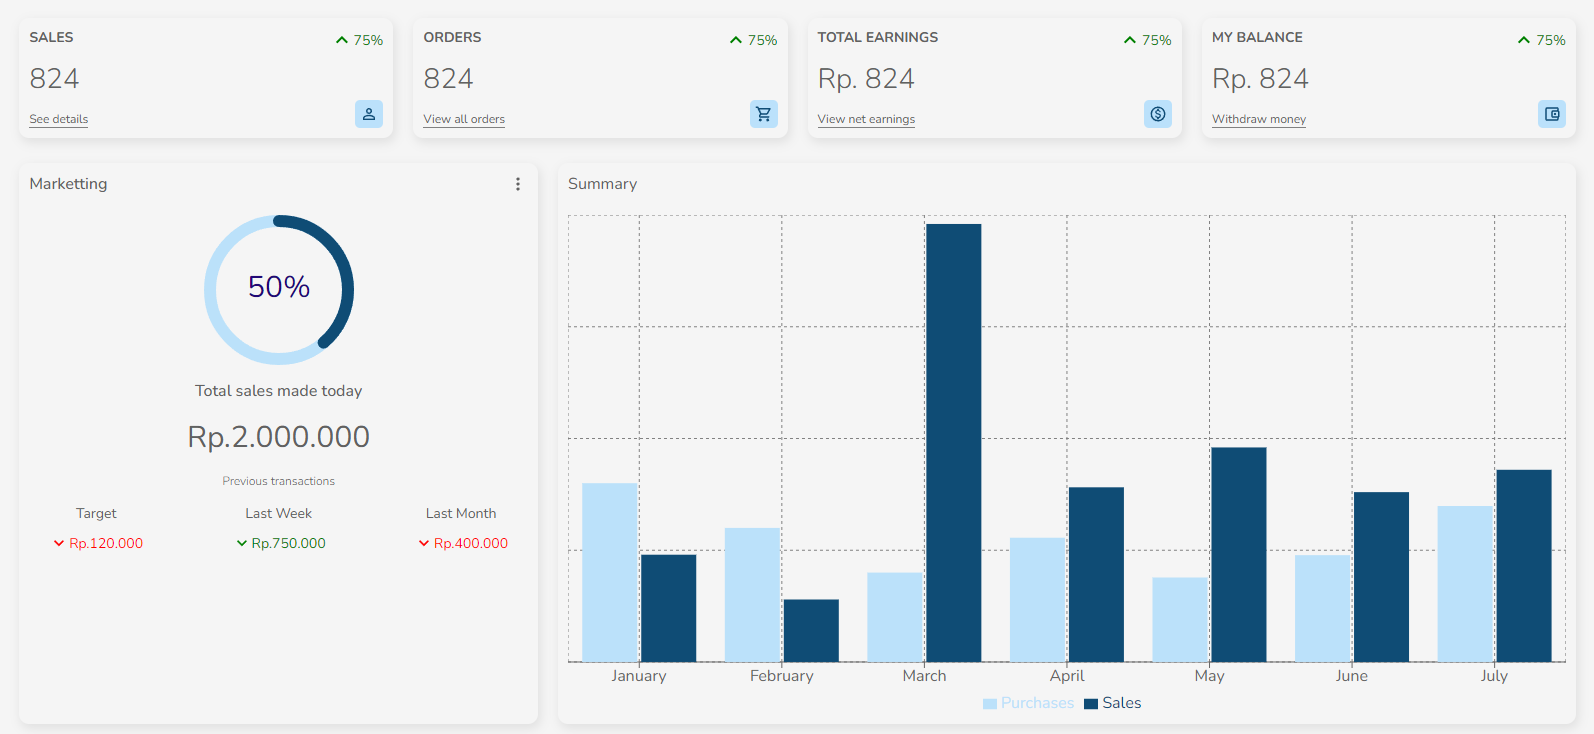 SALES
75%
824
See details
ORDERS
75%
824
View all orders
TOTAL EARNINGS
75%
Rp. 824
View net earnings
MY BALANCE
75%
Rp. 824
Withdraw money
Marketting
50%
Total sales made today
Rp.2.000.000
Previous transactions
Target Last Week Last Month
Rp.120.000 Rp.750.000 Rp.400.000
Summary
January February March April May June July
Purchases Sales